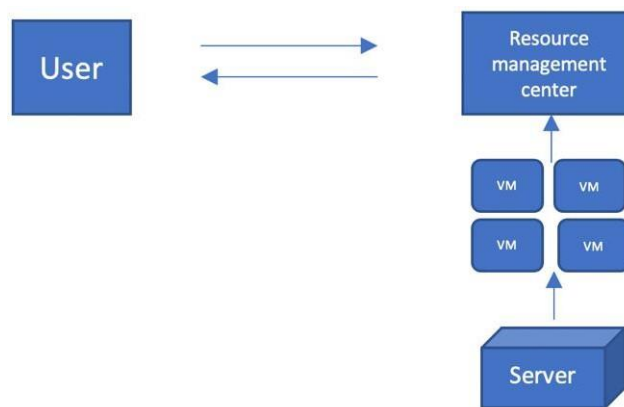 User
Resource
management
center
VM VM
VM VM
Server